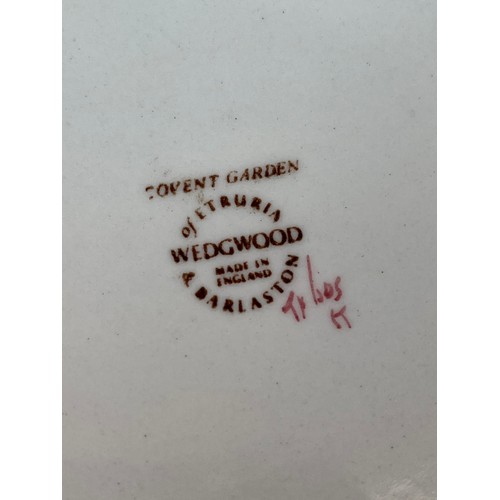 COVENT GARDEN
of ETRURIA
WEDGWOOD
MADE IN
ENGLAND
& BARLASTON